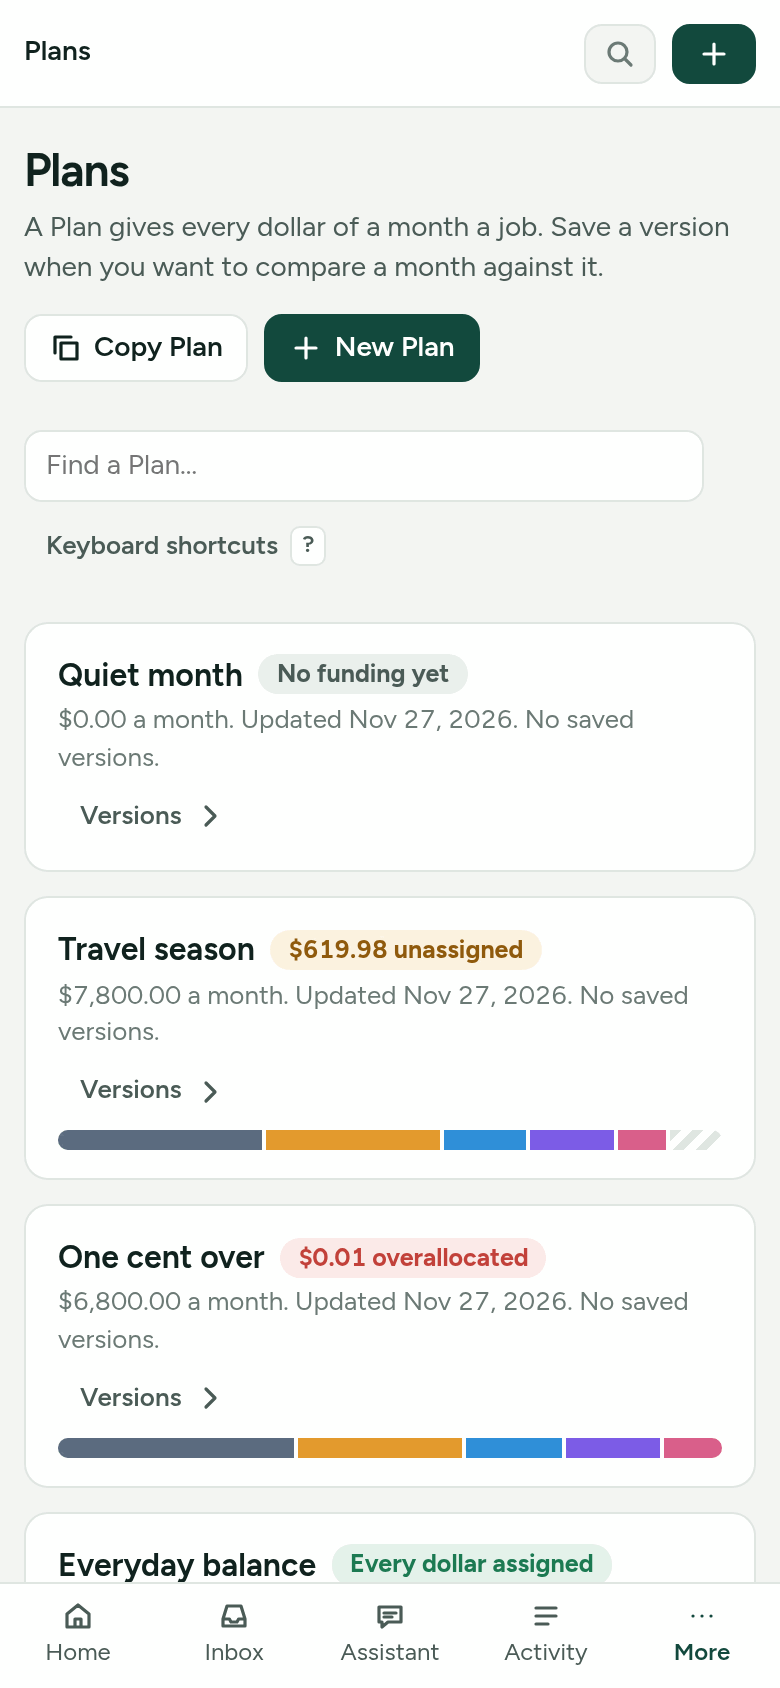 Plans
Plans
A Plan gives every dollar of a month a job. Save a version
when you want to compare a month against it.
Copy Plan
New Plan
Find a Plan...
Keyboard shortcuts ?
Quiet month No funding yet
$0.00 a month. Updated Nov 27, 2026. No saved
versions.
Versions
Travel season $619.98 unassigned
$7,800.00 a month. Updated Nov 27, 2026. No saved
versions.
Versions
One cent over $0.01 overallocated
$6,800.00 a month. Updated Nov 27, 2026. No saved
versions.
Versions
Everyday balance Every dollar assigned
Home
Inbox
Assistant
Activity
More